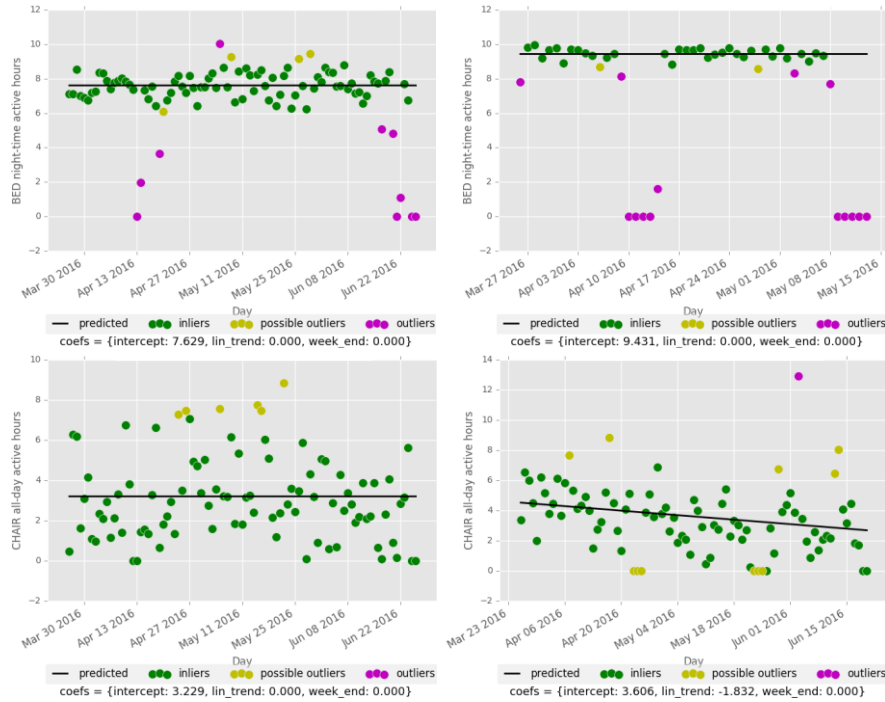 12
10
8
6
4
2
0
−2
BED night-time active hours
Mar 30 2016
Apr 13 2016
Apr 27 2016
May 11 2016
May 25 2016
Jun 08 2016
Jun 22 2016
Day
predicted inliers possible outliers outliers
coefs = {intercept: 7.629, lin_trend: 0.000, week_end: 0.000}
12
10
8
6
4
2
0
−2
BED night-time active hours
Mar 27 2016
Apr 03 2016
Apr 10 2016
Apr 17 2016
Apr 24 2016
May 01 2016
May 08 2016
May 15 2016
Day
predicted inliers possible outliers outliers
coefs = {intercept: 9.431, lin_trend: 0.000, week_end: 0.000}
10
8
6
4
2
0
−2
CHAIR all-day active hours
Mar 30 2016
Apr 13 2016
Apr 27 2016
May 11 2016
May 25 2016
Jun 08 2016
Jun 22 2016
Day
predicted inliers possible outliers outliers
coefs = {intercept: 3.229, lin_trend: 0.000, week_end: 0.000}
14
12
10
8
6
4
2
0
−2
CHAIR all-day active hours
Mar 23 2016
Apr 06 2016
Apr 20 2016
May 04 2016
May 18 2016
Jun 01 2016
Jun 15 2016
Day
predicted inliers possible outliers outliers
coefs = {intercept: 3.606, lin_trend: -1.832, week_end: 0.000}